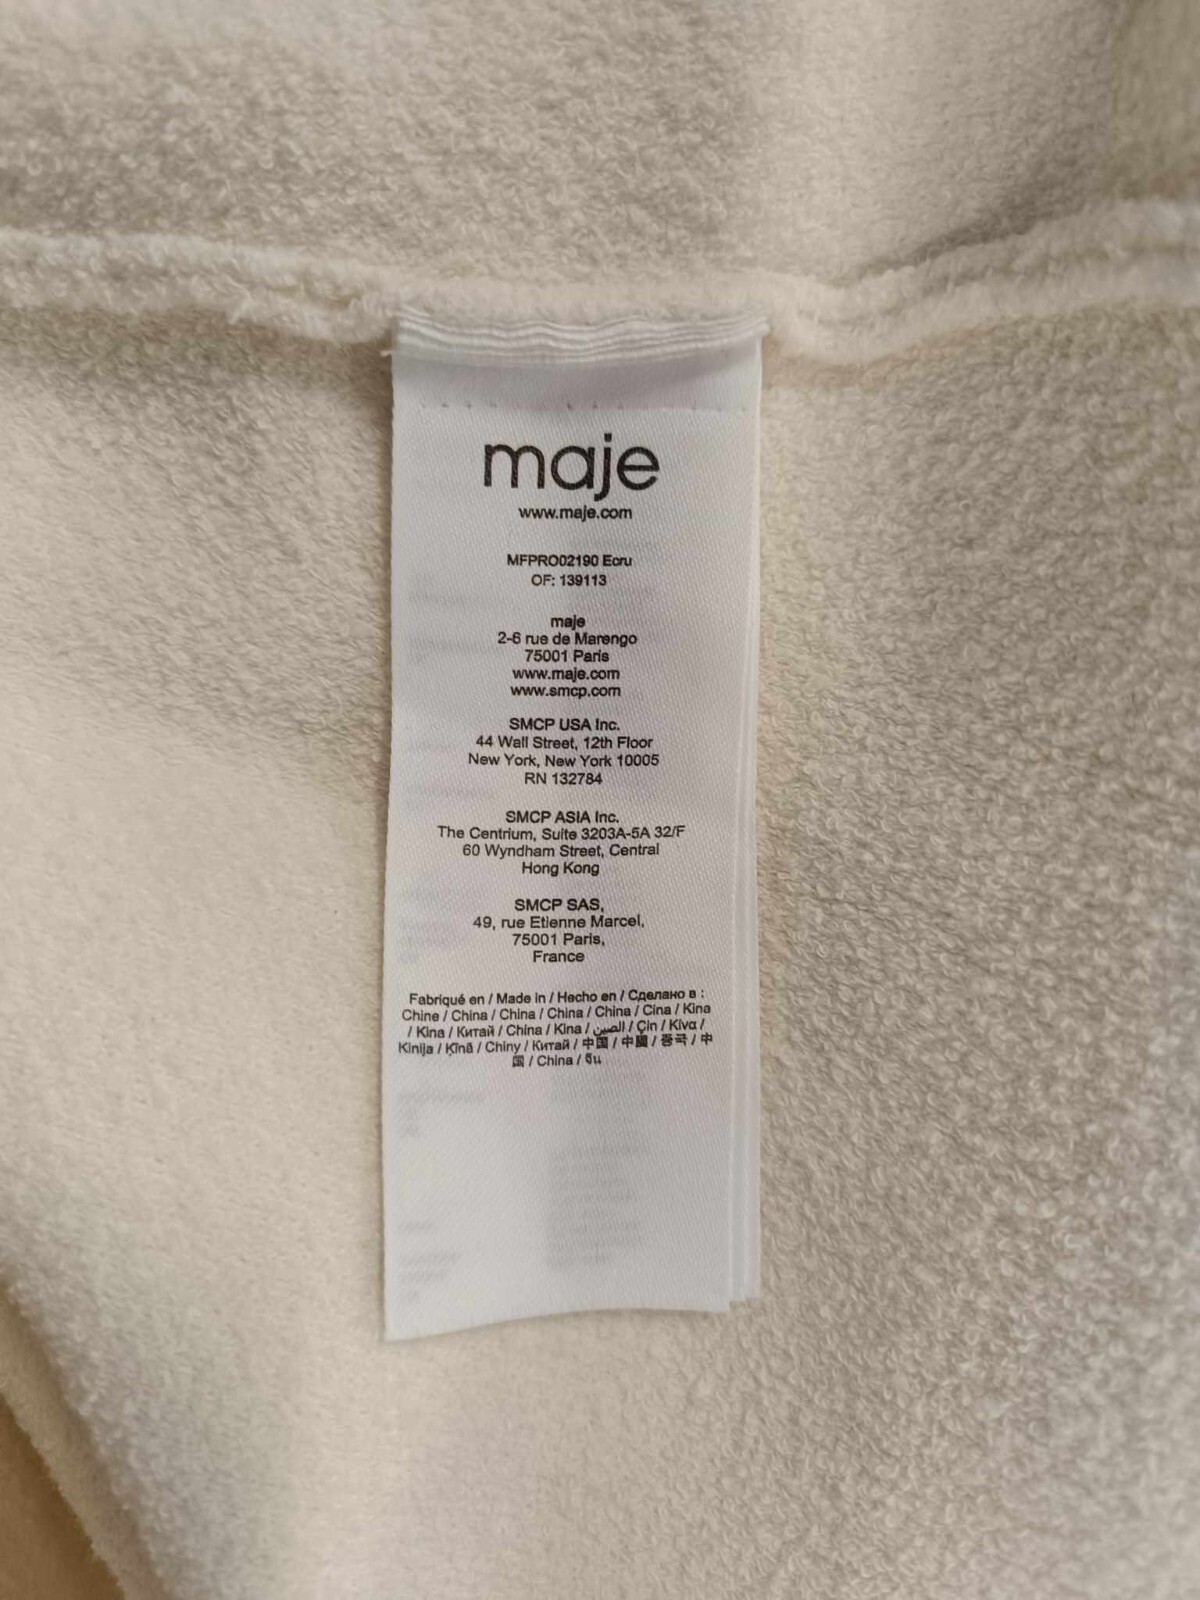 maje
www.maje.com
MFPRO02190 Ecru
OF: 139113
maje
2-6 rue de Marengo
75001 Paris
www.maje.com
www.smcp.com
SMCP USA Inc.
44 Wall Street, 12th Floor
New York, New York 10005
RN 132784
SMCP ASIA Inc.
The Centrium, Suite 3203A-5A 32/F
60 Wyndham Street, Central
Hong Kong
SMCP SAS,
49, rue Etienne Marcel,
75001 Paris,
France
Fabriqué en / Made in / Hecho en / Сделано в :
Chine / China / China / China / China / Cina / Kina
/ Kina / Китай / China / Kina / الصين / Çin / Κίνα /
Kinija / Ķīnā / Chiny / Китай / 中国 / 中國 / 중국 / 中
国 / China / จีน